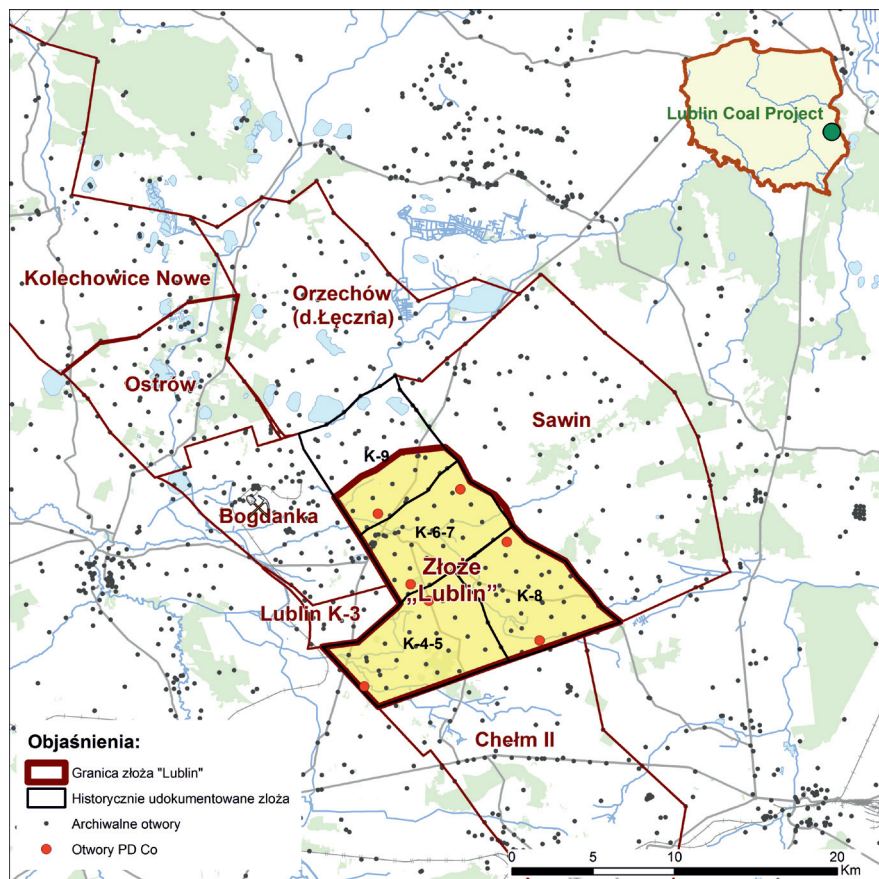 Lublin Coal Project
Kolechowice Nowe
Orzechów
(d.Łęczna)
Ostrów
Sawin
K-9
Bogdanka
K-6-7
Złoże
„Lublin”
K-8
Lublin K-3
K-4-5
Chełm II
Objaśnienia:
Granica złoża "Lublin"
Historycznie udokumentowane złoża
Archiwalne otwory
Otwory PD Co
0 5 10 20
Km